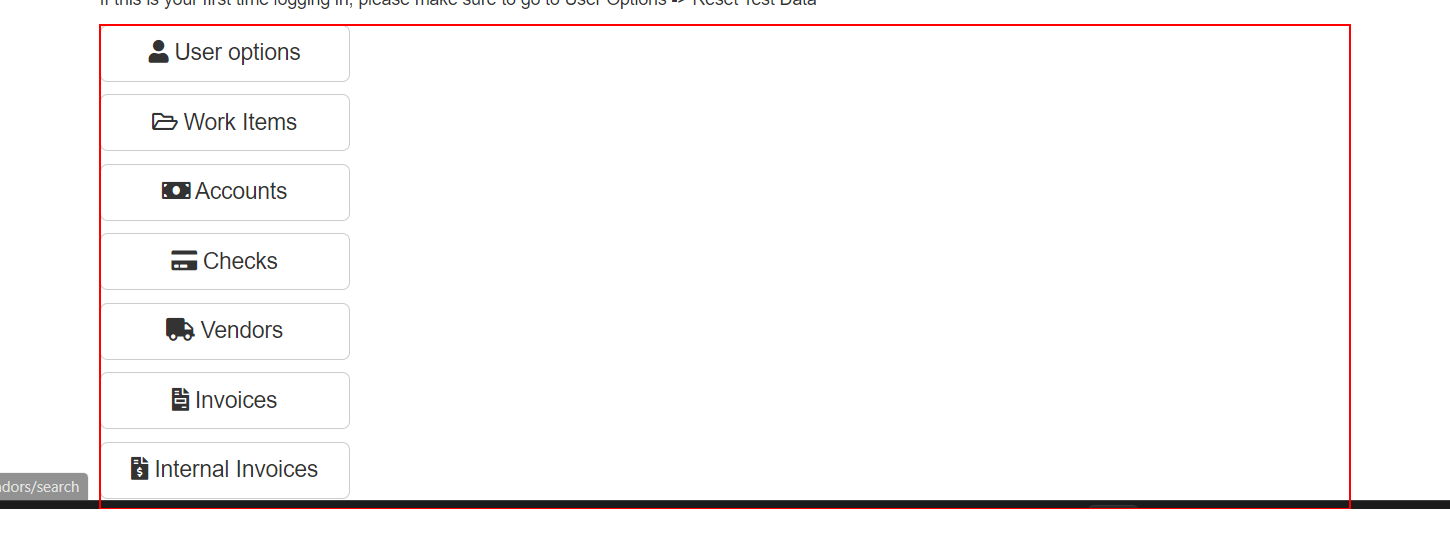 If this is your first time logging in, please make sure to go to User Options -> Reset Test Data
User options
Work Items
Accounts
Checks
Vendors
Invoices
Internal Invoices
dors/search